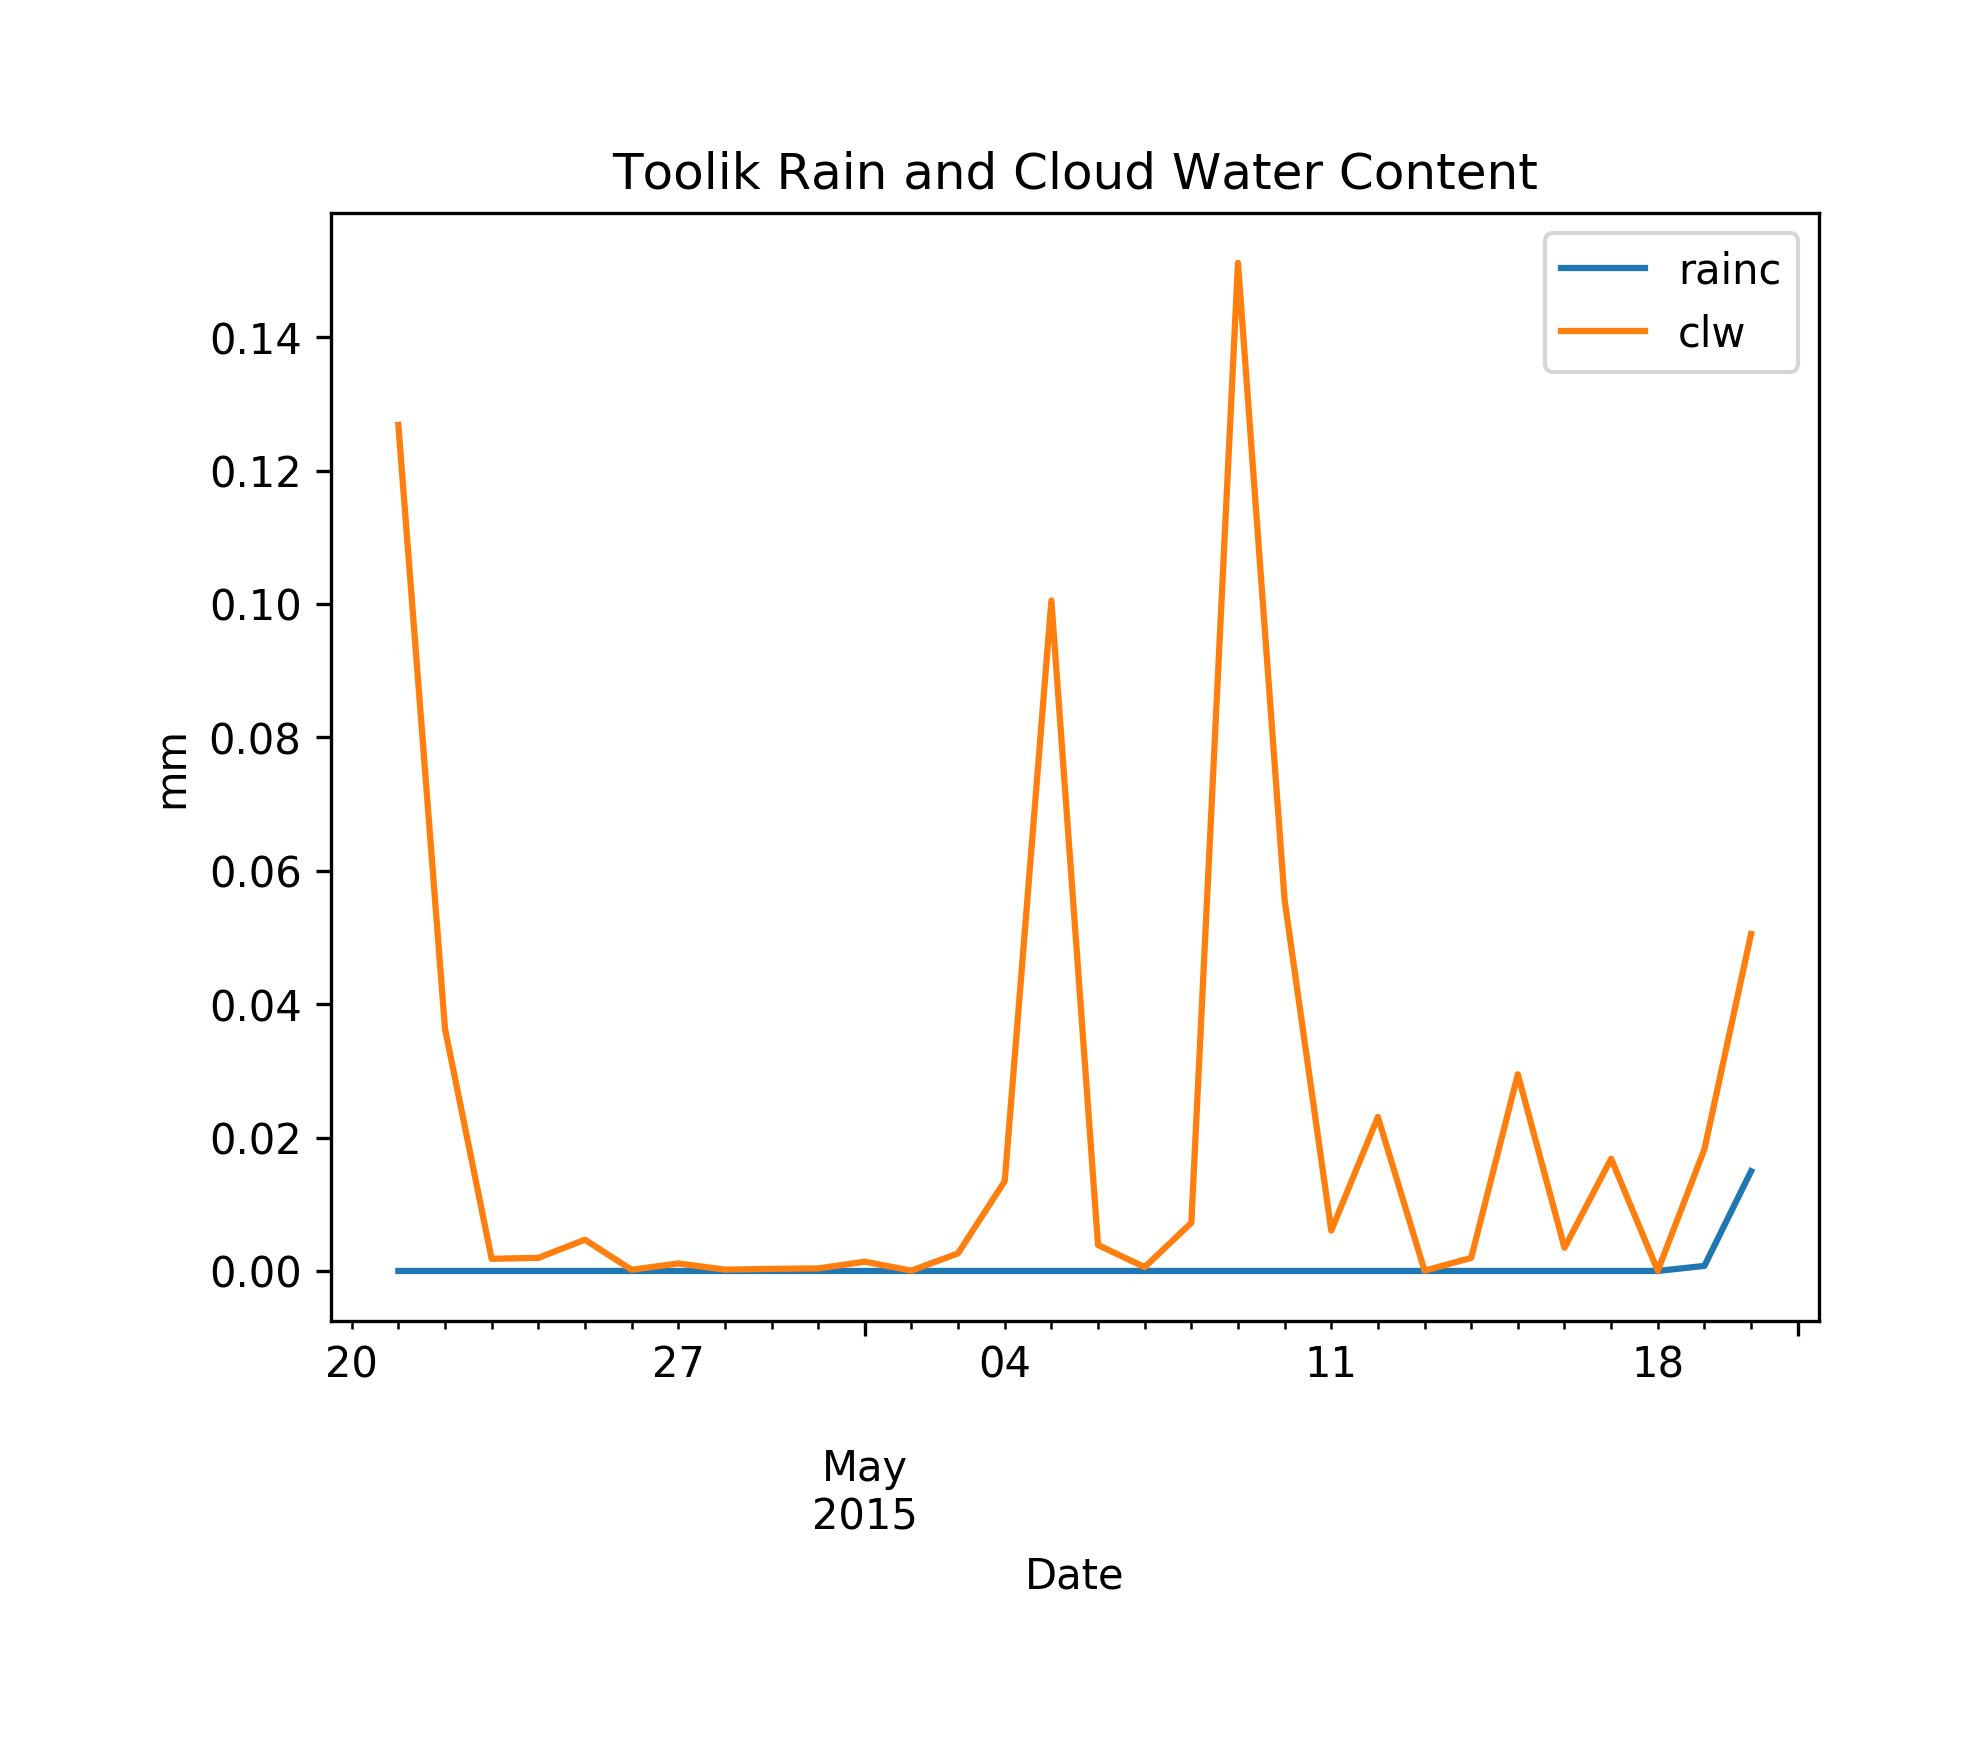 Toolik Rain and Cloud Water Content
rainc
clw
0.14
0.12
0.10
0.08
0.06
0.04
0.02
0.00
mm
20 27 04 11 18
May
2015
Date